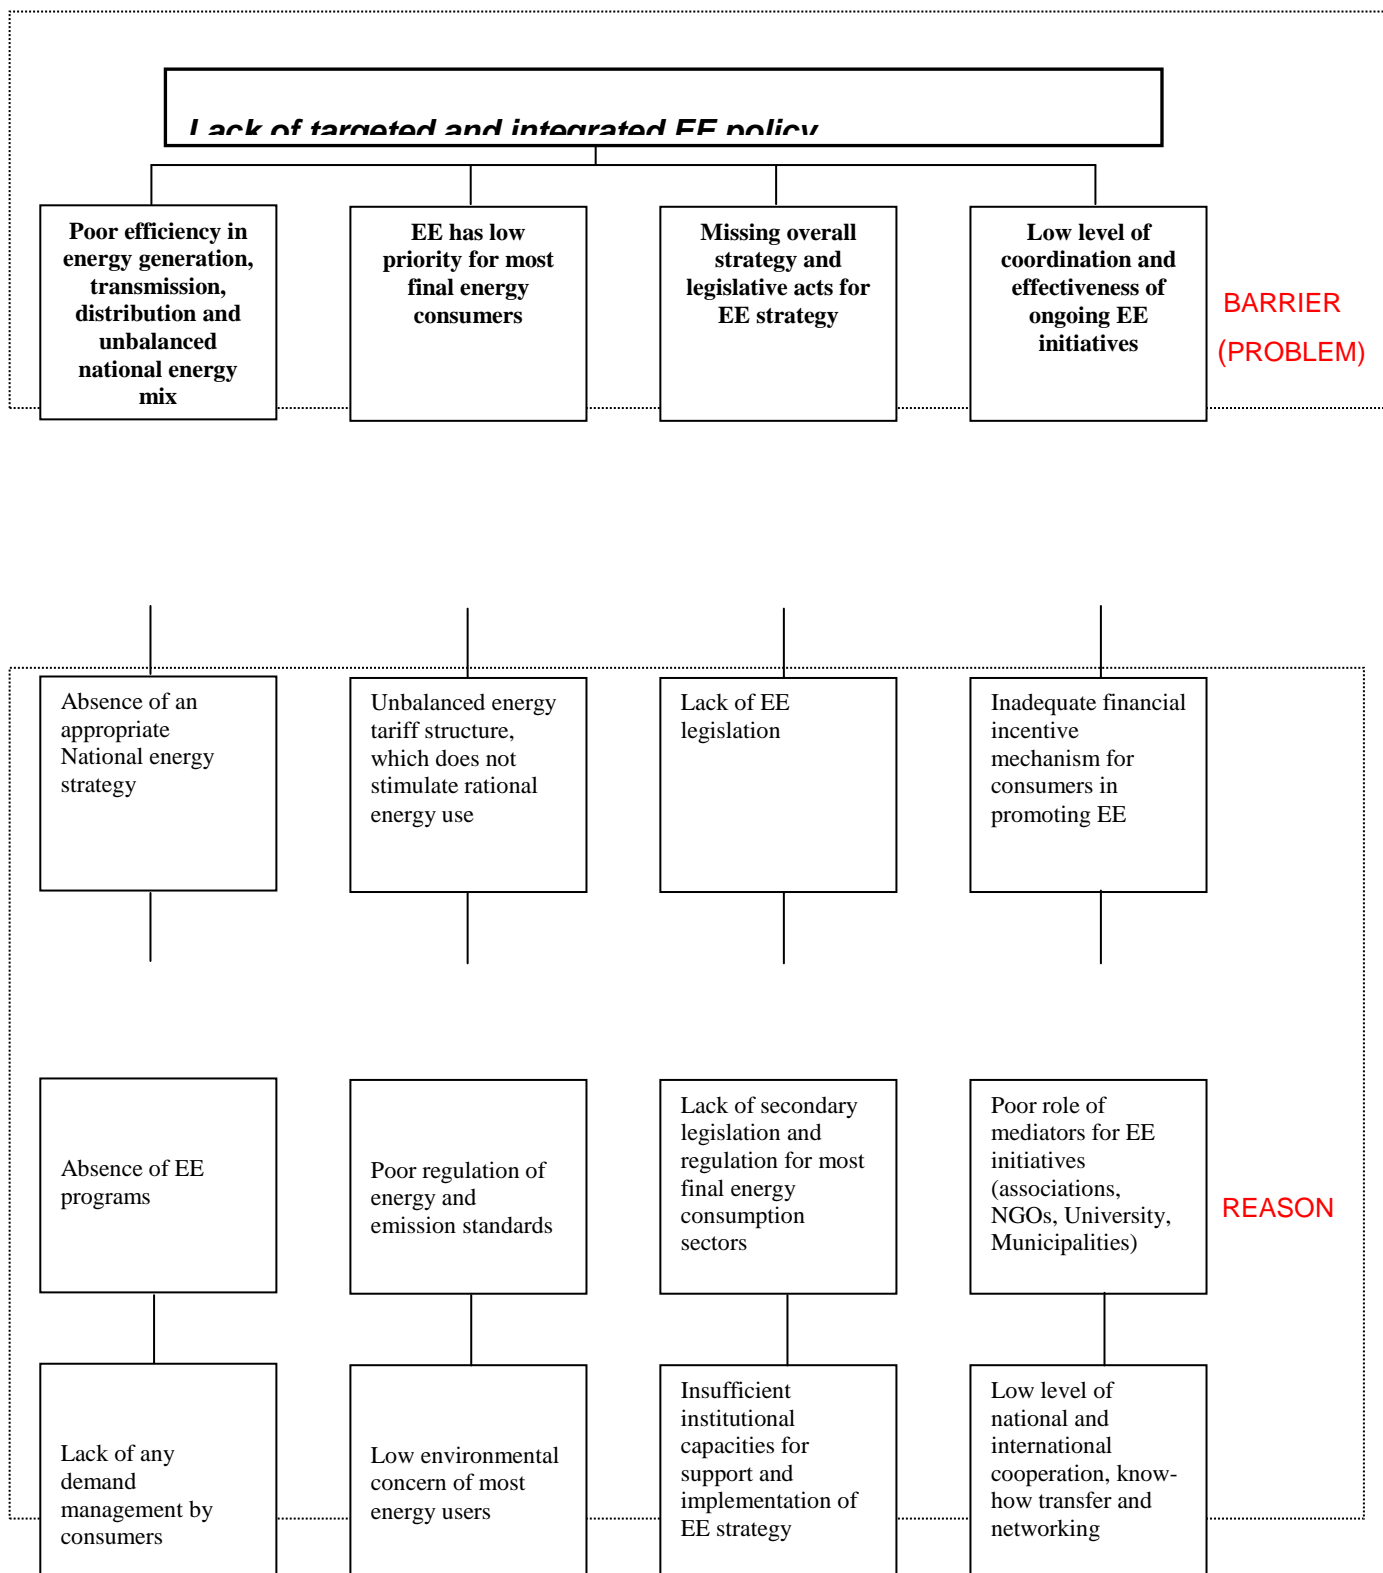 Lack of targeted and integrated EE policy
Poor efficiency in
energy generation,
transmission,
distribution and
unbalanced
national energy
mix
EE has low
priority for most
final energy
consumers
Missing overall
strategy and
legislative acts for
EE strategy
Low level of
coordination and
effectiveness of
ongoing EE
initiatives
BARRIER
(PROBLEM)
Absence of an
appropriate
National energy
strategy
Unbalanced energy
tariff structure,
which does not
stimulate rational
energy use
Lack of EE
legislation
Inadequate financial
incentive
mechanism for
consumers in
promoting EE
Absence of EE
programs
Poor regulation of
energy and
emission standards
Lack of secondary
legislation and
regulation for most
final energy
consumption
sectors
Poor role of
mediators for EE
initiatives
(associations,
NGOs, University,
Municipalities)
REASON
Lack of any
demand
management by
consumers
Low environmental
concern of most
energy users
Insufficient
institutional
capacities for
support and
implementation of
EE strategy
Low level of
national and
international
cooperation, know-
how transfer and
networking